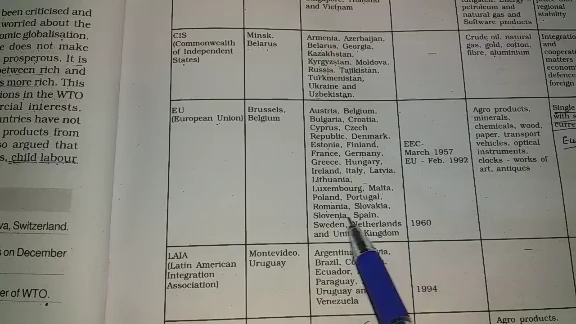 been criticised and
worried about the
omic globalisation.
e does not make
prosperous. It is
between rich and
s more rich. This
ions in the WTO
rcial interests.
untries have not
products from
so argued that
s, child labour
va, Switzerland.
s on December
er of WTO.
and Vietnam
petroleum and
natural gas and
Software products
regional
stability
CIS
(Commonwealth
of Independent
States)
Minsk,
Belarus
Armenia, Azerbaijan,
Belarus, Georgia,
Kazakhstan,
Kyrgyzstan, Moldova,
Russia, Tajikistan,
Turkmenistan,
Ukraine and
Uzbekistan.
—
Crude oil, natural
gas, gold, cotton,
fibre, aluminium
Integration
and
coopera
matters
econom
defence
foreign
EU
(European Union)
Brussels,
Belgium
Austria, Belgium,
Bulgaria, Croatia,
Cyprus, Czech
Republic, Denmark,
Estonia, Finland,
France, Germany,
Greece, Hungary,
Ireland, Italy, Latvia,
Lithuania,
Luxembourg, Malta,
Poland, Portugal,
Romania, Slovakia,
Slovenia, Spain,
Sweden, Netherlands
and United Kingdom
EEC-
March 1957
EU - Feb. 1992
1960
Agro products,
minerals,
chemicals, wood,
paper, transport
vehicles, optical
instruments,
clocks - works of
art, antiques
Single
with
curre
Eu
LAIA
(Latin American
Integration
Association)
Montevideo,
Uruguay
Argentina
Brazil,
Ecuador,
Paraguay,
Uruguay an
Venezuela
1994
—
Agro products.